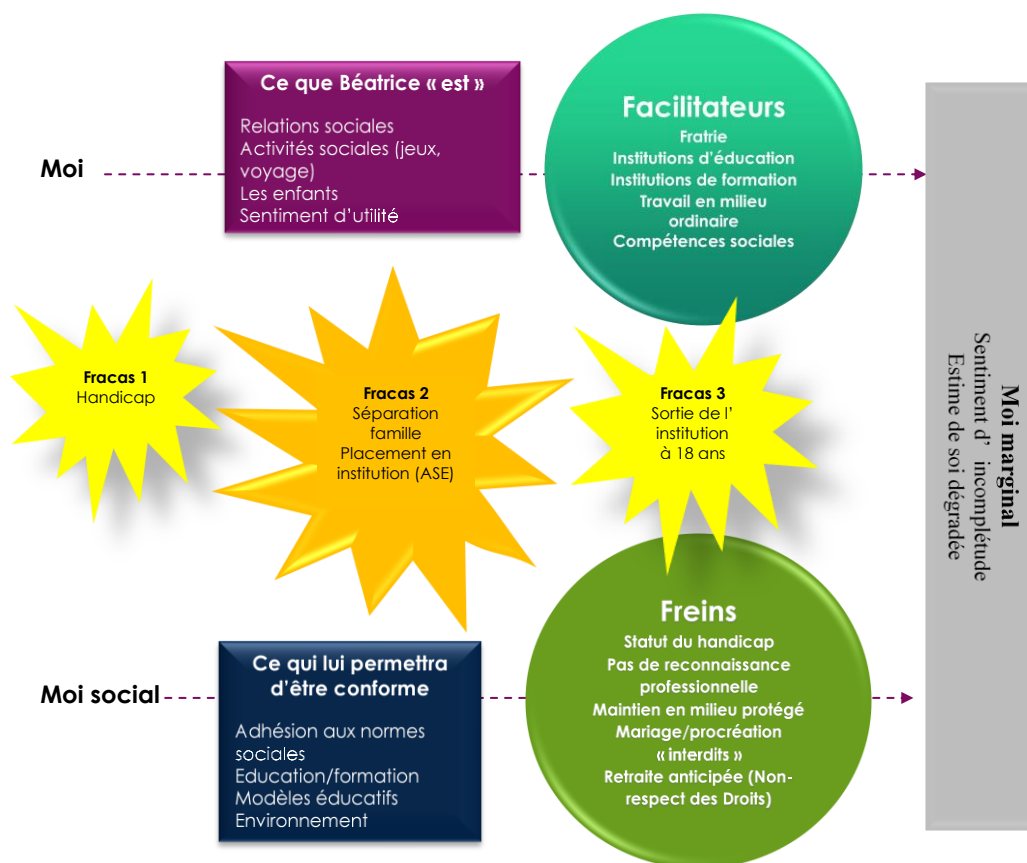 Ce que Béatrice « est »
Relations sociales
Activités sociales (jeux,
voyage)
Les enfants
Sentiment d'utilité
Facilitateurs
Fratrie
Institutions d'éducation
Institutions de formation
Travail en milieu
ordinaire
Compétences sociales
Moi
Fracas 1
Handicap
Fracas 2
Séparation
famille
Placement en
institution (ASE)
Fracas 3
Sortie de l'
institution
à 18 ans
Moi social
Ce qui lui permettra
d'être conforme
Adhésion aux normes
sociales
Education/formation
Modèles éducatifs
Environnement
Freins
Statut du handicap
Pas de reconnaissance
professionnelle
Maintien en milieu protégé
Mariage/procréation
« interdits »
Retraite anticipée (Non-
respect des Droits)
Moi marginal
Sentiment d' incomplétude
Estime de soi dégradée